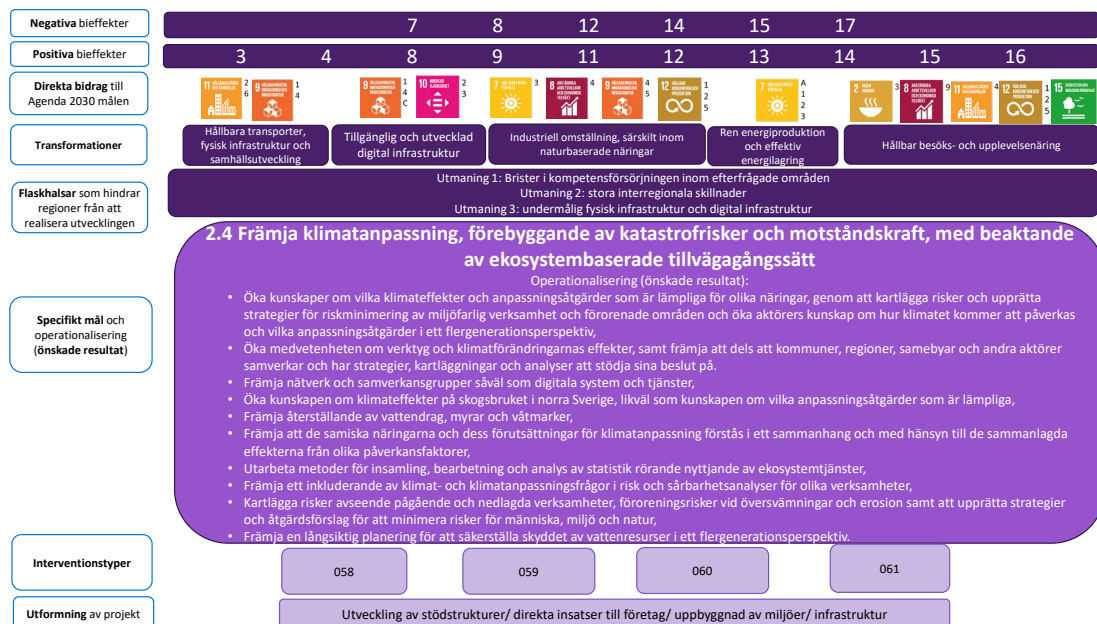 Negativa bieffekter
7 8 12 14 15 17
Positiva bieffekter
3 4 8 9 11 12 13 14 15 16
Direkta bidrag till
Agenda 2030 målen
11 2 6 9 1 4 9 1 4 C 10 2 3 7 3 8 4 9 4 5 12 1 2 5 7 A 1 2 3 2 3 8 9 11 4 12 1 2 5 15
Transformationer
Hållbara transporter,
fysisk infrastruktur och
samhällsutveckling
Tillgänglig och utvecklad
digital infrastruktur
Industriell omställning, särskilt inom
naturbaserade näringar
Ren energiproduktion
och effektiv
energilagring
Hållbar besöks- och upplevelsenäring
Flaskhalsar som hindrar
regioner från att
realisera utvecklingen
Utmaning 1: Brister i kompetensförsörjningen inom efterfrågade områden
Utmaning 2: stora interregionala skillnader
Utmaning 3: undermålig fysisk infrastruktur och digital infrastruktur
2.4 Främja klimatanpassning, förebyggande av katastrofrisker och motståndskraft, med beaktande
av ekosystembaserade tillvägagångssätt
Specifikt mål och
operationalisering
(önskade resultat)
Operationalisering (önskade resultat):
• Öka kunskaper om vilka klimateffekter och anpassningsåtgärder som är lämpliga för olika näringar, genom att kartlägga risker och upprätta
strategier för riskminimering av miljöfarlig verksamhet och förorenade områden och öka aktörers kunskap om hur klimatet kommer att påverkas
och vilka anpassningsåtgärder i ett flergenerationsperspektiv,
• Öka medvetenheten om verktyg och klimatförändringarnas effekter, samt främja att dels att kommuner, regioner, samebyar och andra aktörer
samverkar och har strategier, kartläggningar och analyser att stödja sina beslut på.
• Främja nätverk och samverkansgrupper såväl som digitala system och tjänster,
• Öka kunskapen om klimateffekter på skogsbruket i norra Sverige, likväl som kunskapen om vilka anpassningsåtgärder som är lämpliga,
• Främja återställande av vattendrag, myrar och våtmarker,
• Främja att de samiska näringarna och dess förutsättningar för klimatanpassning förstås i ett sammanhang och med hänsyn till de sammanlagda
effekterna från olika påverkansfaktorer,
• Utarbeta metoder för insamling, bearbetning och analys av statistik rörande nyttjande av ekosystemtjänster,
• Främja ett inkluderande av klimat- och klimatanpassningsfrågor i risk och sårbarhetsanalyser för olika verksamheter,
• Kartlägga risker avseende pågående och nedlagda verksamheter, föroreningsrisker vid översvämningar och erosion samt att upprätta strategier
och åtgärdsförslag för att minimera risker för människa, miljö och natur,
• Främja en långsiktig planering för att säkerställa skyddet av vattenresurser i ett flergenerationsperspektiv.
Interventionstyper
058 059 060 061
Utformning av projekt
Utveckling av stödstrukturer/ direkta insatser till företag/ uppbyggnad av miljöer/ infrastruktur